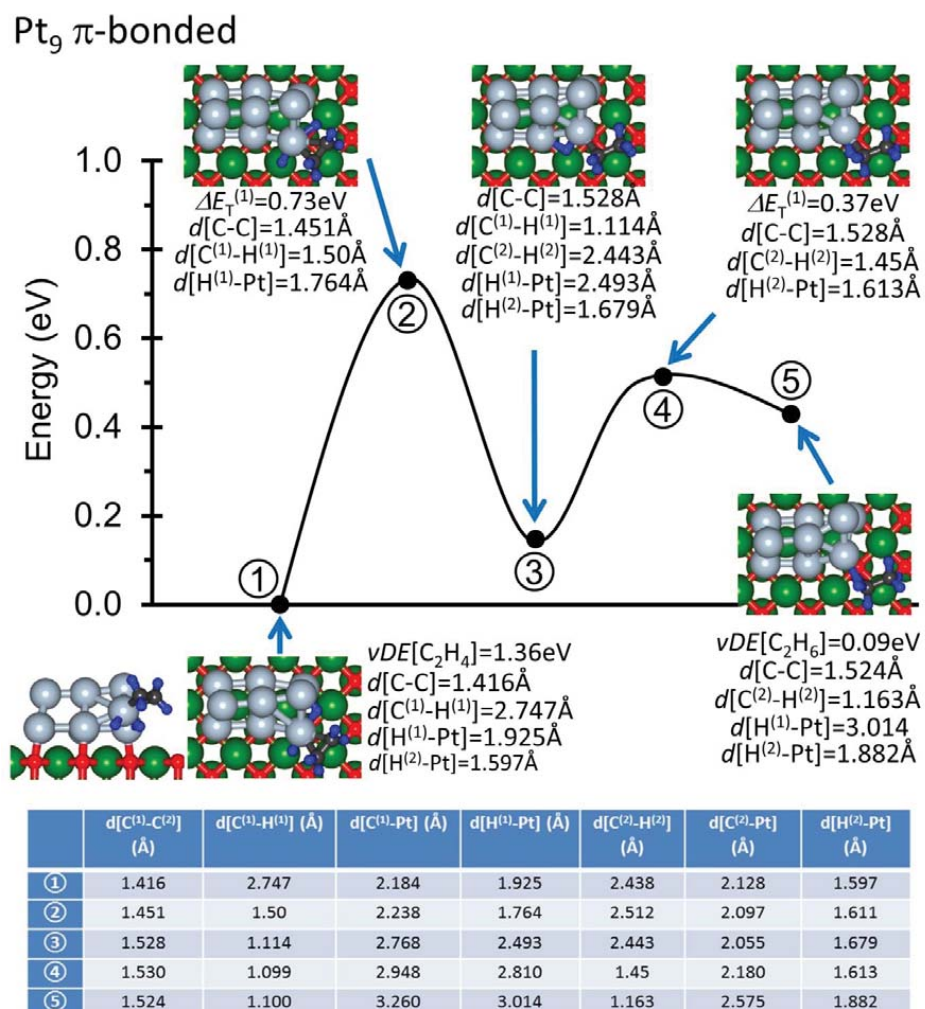 Pt₉ π-bonded
ΔE_T⁽¹⁾=0.73eV
d[C-C]=1.451Å
d[C⁽¹⁾-H⁽¹⁾]=1.50Å
d[H⁽¹⁾-Pt]=1.764Å
d[C-C]=1.528Å
d[C⁽¹⁾-H⁽¹⁾]=1.114Å
d[C⁽²⁾-H⁽²⁾]=2.443Å
d[H⁽¹⁾-Pt]=2.493Å
d[H⁽²⁾-Pt]=1.679Å
ΔE_T⁽¹⁾=0.37eV
d[C-C]=1.528Å
d[C⁽²⁾-H⁽²⁾]=1.45Å
d[H⁽²⁾-Pt]=1.613Å
Energy (eV)
1.0
0.8
0.6
0.4
0.2
0.0
①
②
③
④
⑤
vDE[C₂H₄]=1.36eV
d[C-C]=1.416Å
d[C⁽¹⁾-H⁽¹⁾]=2.747Å
d[H⁽¹⁾-Pt]=1.925Å
d[H⁽²⁾-Pt]=1.597Å
vDE[C₂H₆]=0.09eV
d[C-C]=1.524Å
d[C⁽²⁾-H⁽²⁾]=1.163Å
d[H⁽¹⁾-Pt]=3.014
d[H⁽²⁾-Pt]=1.882Å
d[C⁽¹⁾-C⁽²⁾] (Å) d[C⁽¹⁾-H⁽¹⁾] (Å) d[C⁽¹⁾-Pt] (Å) d[H⁽¹⁾-Pt] (Å) d[C⁽²⁾-H⁽²⁾] (Å) d[C⁽²⁾-Pt] (Å) d[H⁽²⁾-Pt] (Å)
① 1.416 2.747 2.184 1.925 2.438 2.128 1.597
② 1.451 1.50 2.238 1.764 2.512 2.097 1.611
③ 1.528 1.114 2.768 2.493 2.443 2.055 1.679
④ 1.530 1.099 2.948 2.810 1.45 2.180 1.613
⑤ 1.524 1.100 3.260 3.014 1.163 2.575 1.882